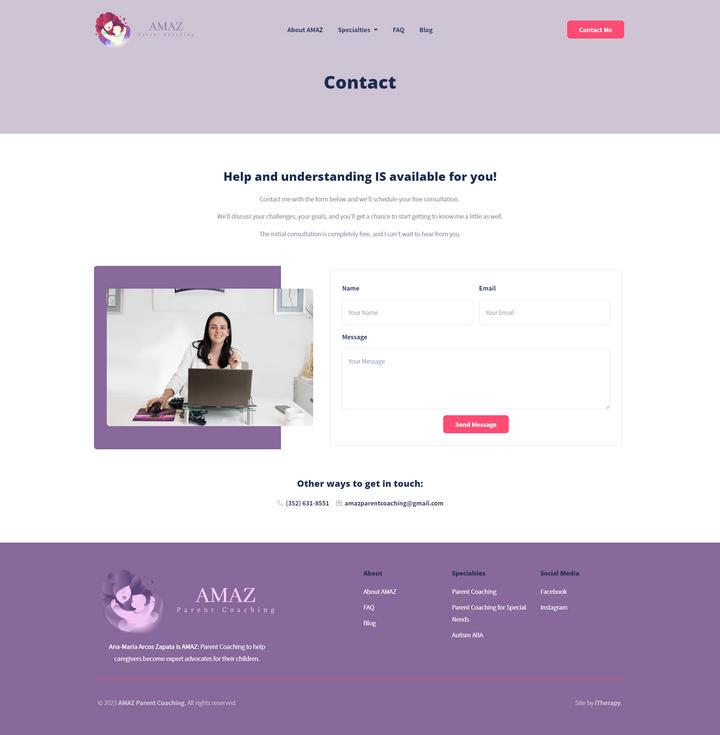 AMAZ
Parent Coaching
About AMAZ
Specialties
FAQ
Blog
Contact Me
Contact
Help and understanding IS available for you!
Contact me with the form below and we'll schedule your free consultation.
We'll discuss your challenges, your goals, and you'll get a chance to start getting to know me a little as well.
The initial consultation is completely free, and I can't wait to hear from you.
Name
Email
Your Name
Your Email
Message
Your Message
Send Message
Other ways to get in touch:
(352) 631-8551
amazparentcoaching@gmail.com
AMAZ
Parent Coaching
Ana-Maria Arcos Zapata is AMAZ: Parent Coaching to help
caregivers become expert advocates for their children.
About
About AMAZ
FAQ
Blog
Specialties
Parent Coaching
Parent Coaching for Special
Needs
Autism ABA
Social Media
Facebook
Instagram
© 2023 AMAZ Parent Coaching. All rights reserved.
Site by iTherapy.